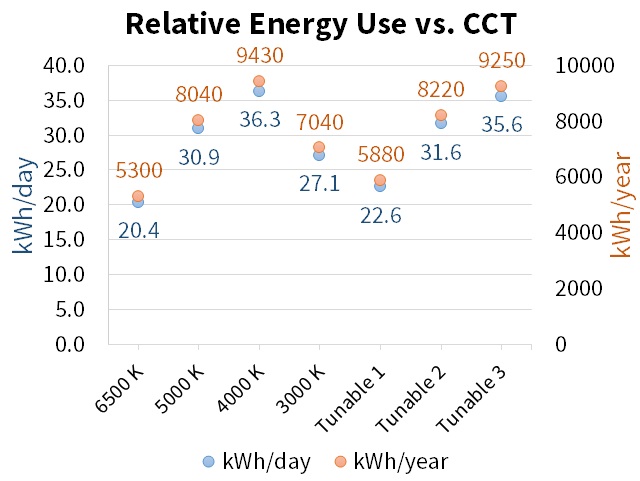 Relative Energy Use vs. CCT
kWh/day
40.0
35.0
30.0
25.0
20.0
15.0
10.0
5.0
0.0
5300
8040
9430
7040
5880
8220
9250
20.4
30.9
36.3
27.1
22.6
31.6
35.6
10000
8000
6000
4000
2000
0
kWh/year
6500 K
5000 K
4000 K
3000 K
Tunable 1
Tunable 2
Tunable 3
kWh/day
kWh/year